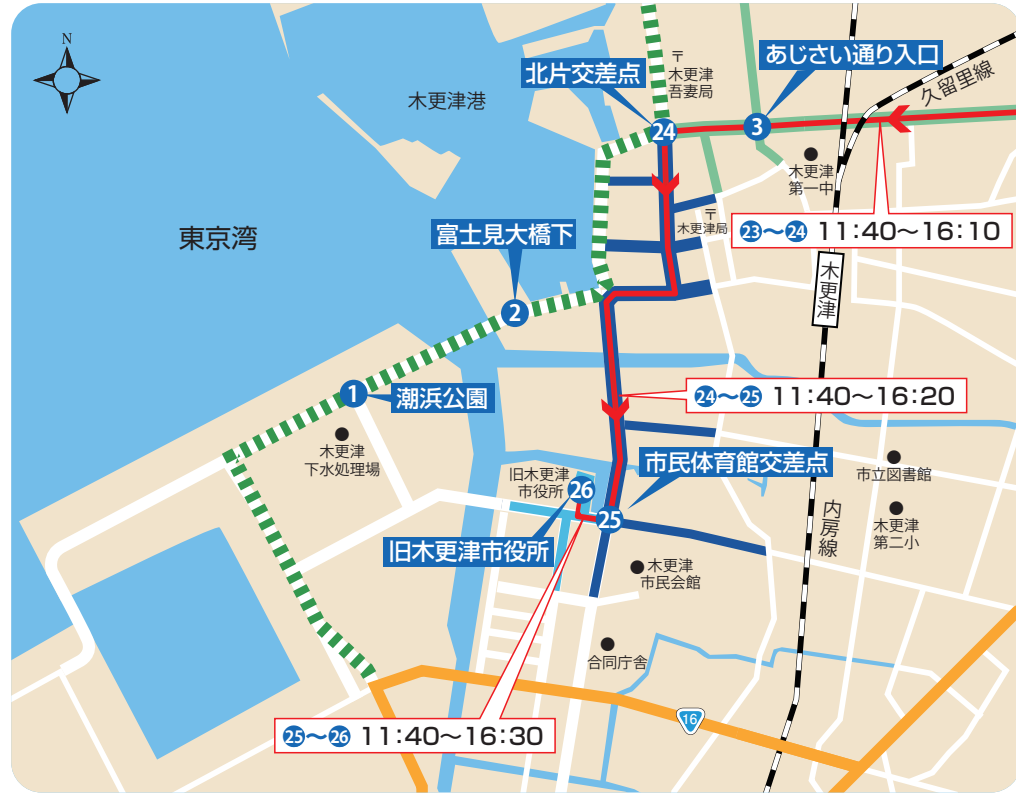 N
木更津港
東京湾
北片交差点
〒
木更津
吾妻局
あじさい通り入口
久留里線
24
3
木更津
第一中
〒
木更津局
23～24 11:40～16:10
富士見大橋下
2
木更津
1
潮浜公園
24～25 11:40～16:20
木更津
下水処理場
旧木更津
市役所
26
市民体育館交差点
25
市立図書館
旧木更津市役所
内房線
木更津
第二小
木更津
市民会館
合同庁舎
16
25～26 11:40～16:30